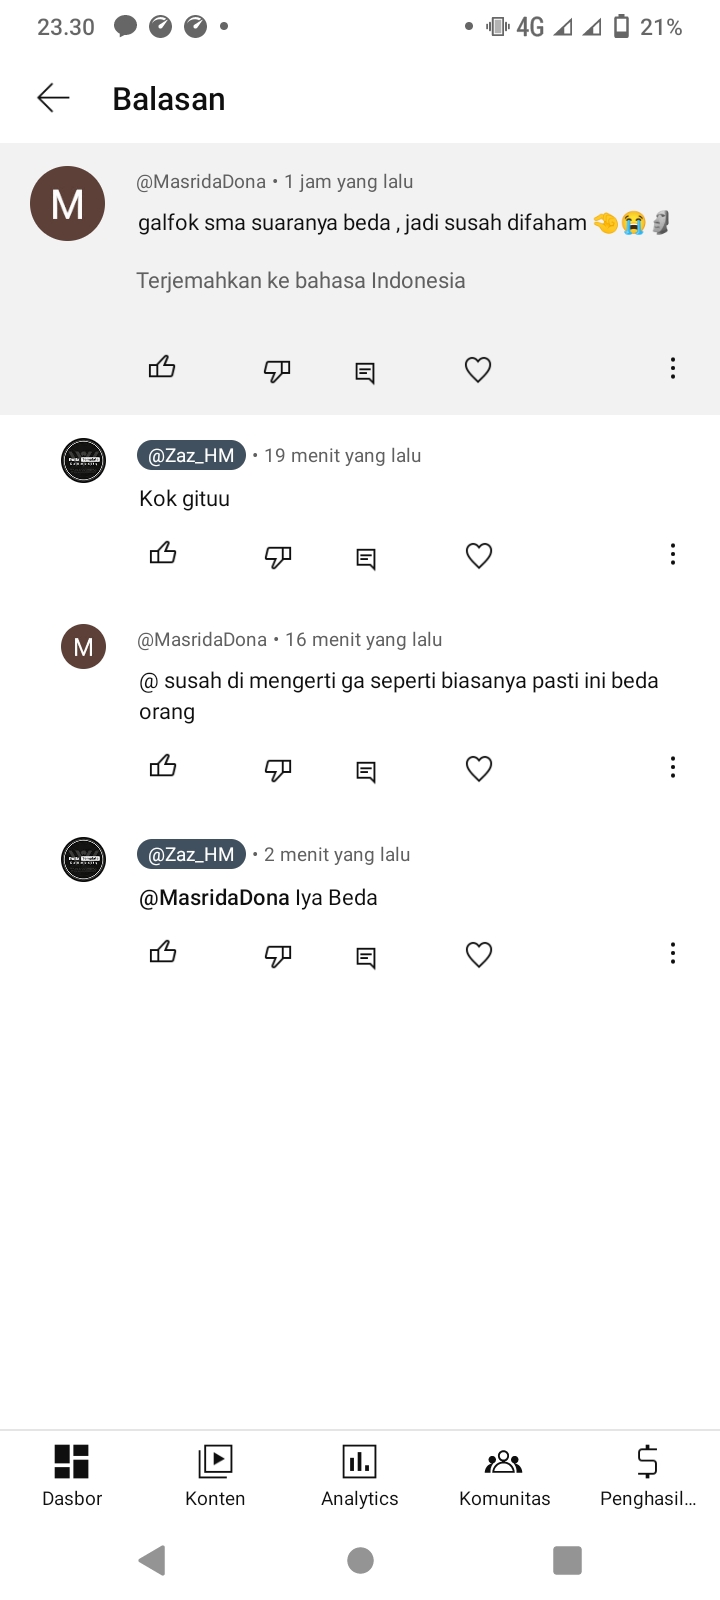 23.30
4G
21%
Balasan
@MasridaDona • 1 jam yang lalu
galfok sma suaranya beda , jadi susah difaham 🤏😭🗿
Terjemahkan ke bahasa Indonesia
@Zaz_HM • 19 menit yang lalu
Kok gituu
M
@MasridaDona • 16 menit yang lalu
@ susah di mengerti ga seperti biasanya pasti ini beda
orang
@Zaz_HM • 2 menit yang lalu
@MasridaDona Iya Beda
Dasbor
Konten
Analytics
Komunitas
Penghasil...